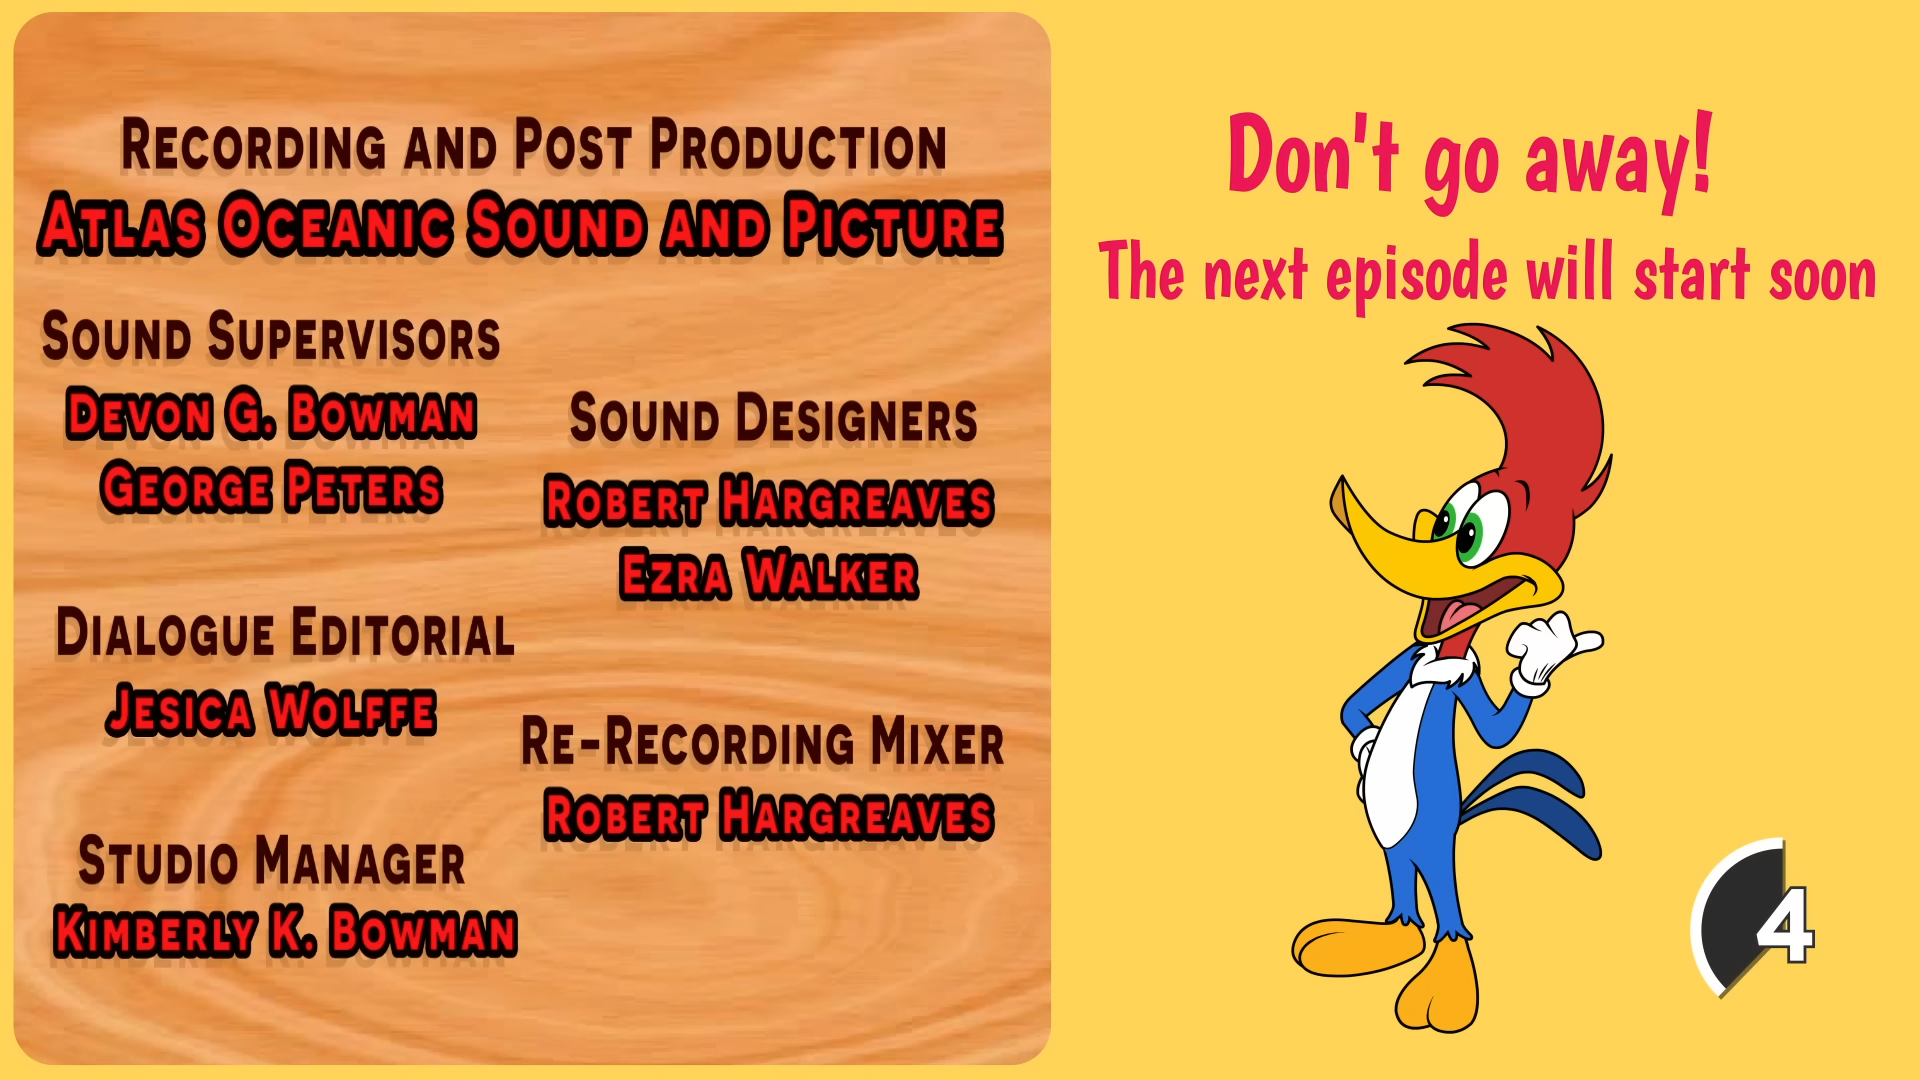 Recording and Post Production
Atlas Oceanic Sound and Picture
Sound Supervisors
Devon G. Bowman
George Peters
Sound Designers
Robert Hargreaves
Ezra Walker
Dialogue Editorial
Jesica Wolffe
Re-Recording Mixer
Robert Hargreaves
Studio Manager
Kimberly K. Bowman
Don't go away!
The next episode will start soon
4